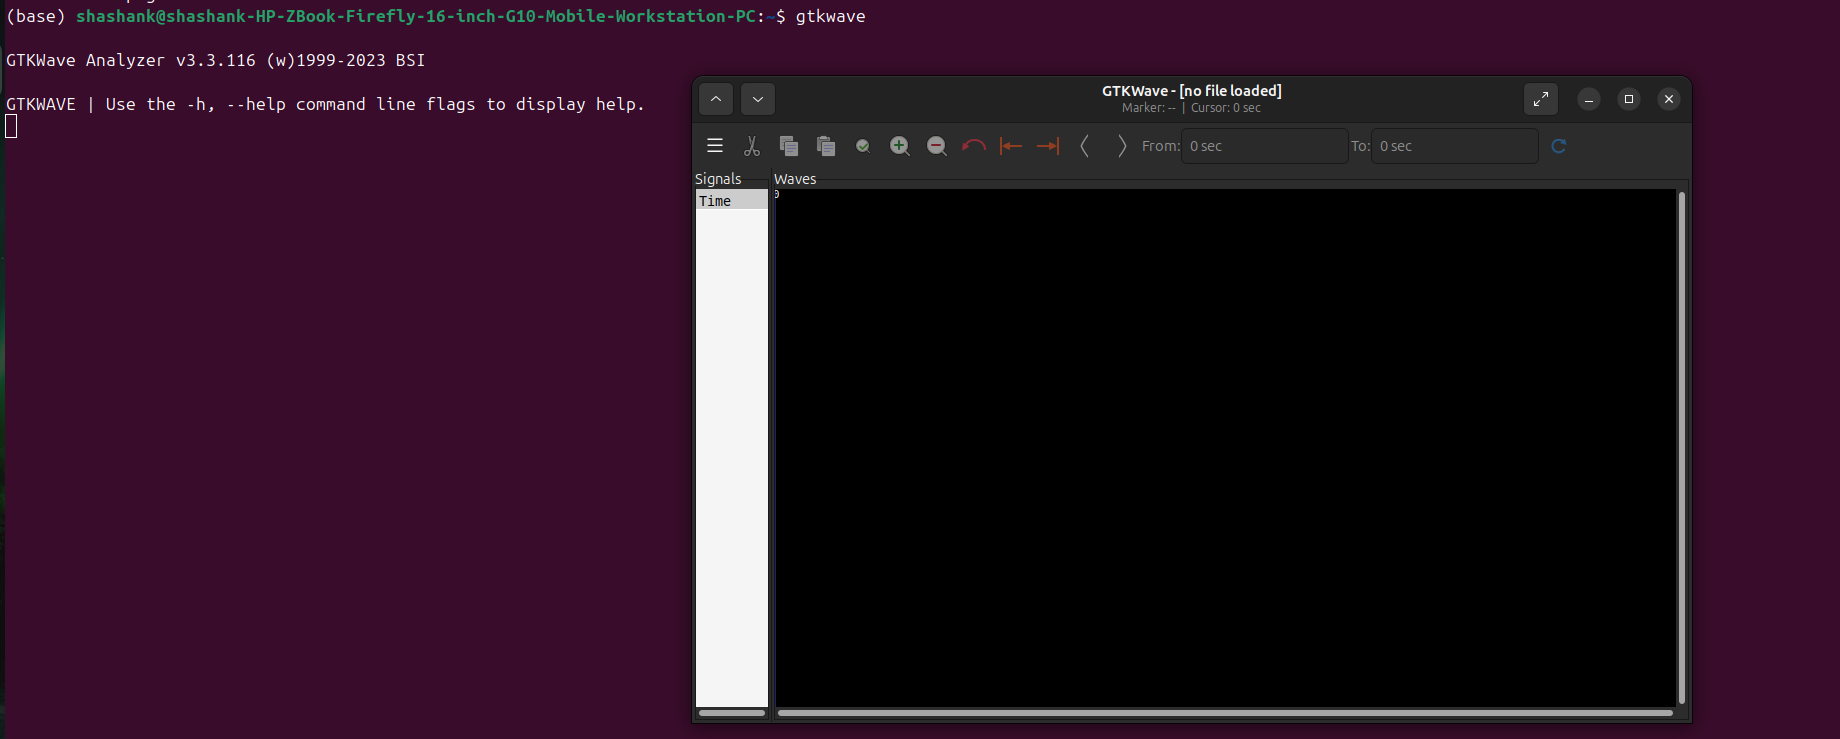 (base) shashank@shashank-HP-ZBook-Firefly-16-inch-G10-Mobile-Workstation-PC:~$ gtkwave
GTKWave Analyzer v3.3.116 (w)1999-2023 BSI
GTKWAVE | Use the -h, --help command line flags to display help.
GTKWave - [no file loaded]
Marker: -- | Cursor: 0 sec
From: 0 sec To: 0 sec
Signals
Time
Waves
0